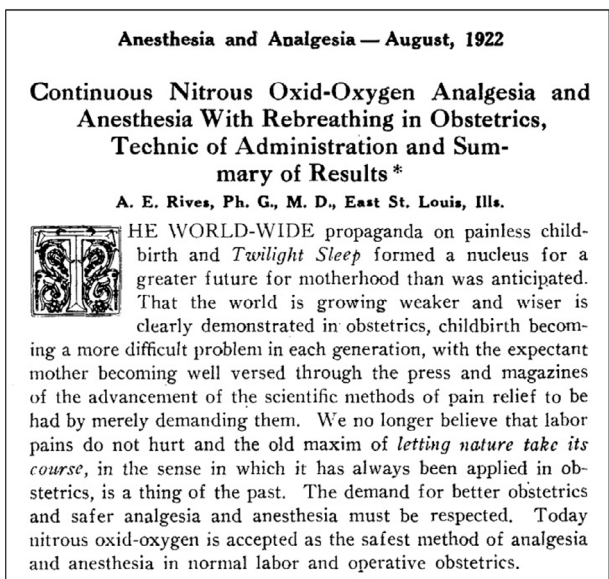 Anesthesia and Analgesia — August, 1922
Continuous Nitrous Oxid-Oxygen Analgesia and
Anesthesia With Rebreathing in Obstetrics,
Technic of Administration and Sum-
mary of Results *
A. E. Rives, Ph. G., M. D., East St. Louis, Ills.
THE WORLD-WIDE propaganda on painless child-
birth and Twilight Sleep formed a nucleus for a
greater future for motherhood than was anticipated.
That the world is growing weaker and wiser is
clearly demonstrated in obstetrics, childbirth becom-
ing a more difficult problem in each generation, with the expectant
mother becoming well versed through the press and magazines
of the advancement of the scientific methods of pain relief to be
had by merely demanding them. We no longer believe that labor
pains do not hurt and the old maxim of letting nature take its
course, in the sense in which it has always been applied in ob-
stetrics, is a thing of the past. The demand for better obstetrics
and safer analgesia and anesthesia must be respected. Today
nitrous oxid-oxygen is accepted as the safest method of analgesia
and anesthesia in normal labor and operative obstetrics.